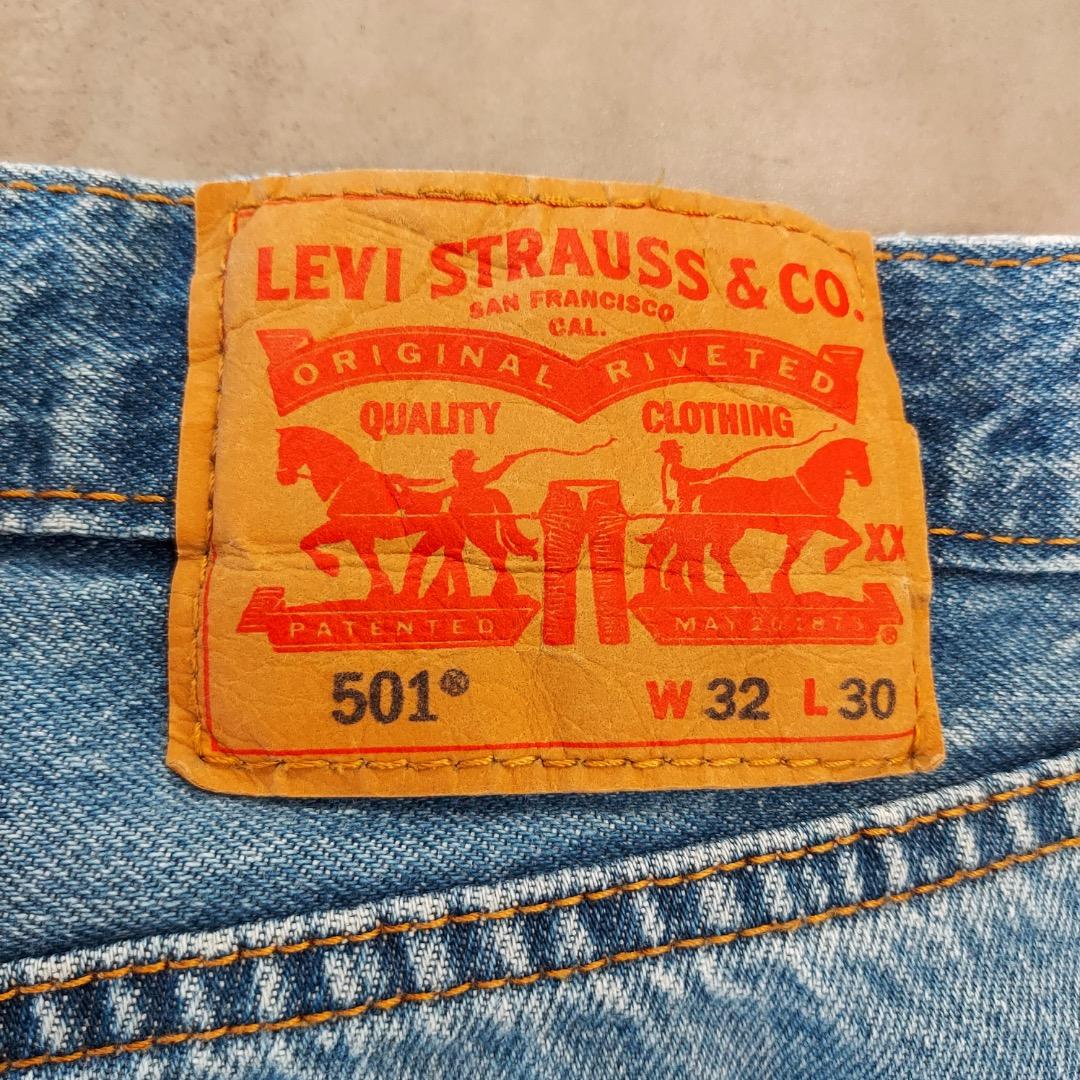 LEVI STRAUSS & CO.
SAN FRANCISCO
CAL.
ORIGINAL RIVETED
QUALITY CLOTHING
XX
PATENTED MAY 20 1873 ®
501® W 32 L 30